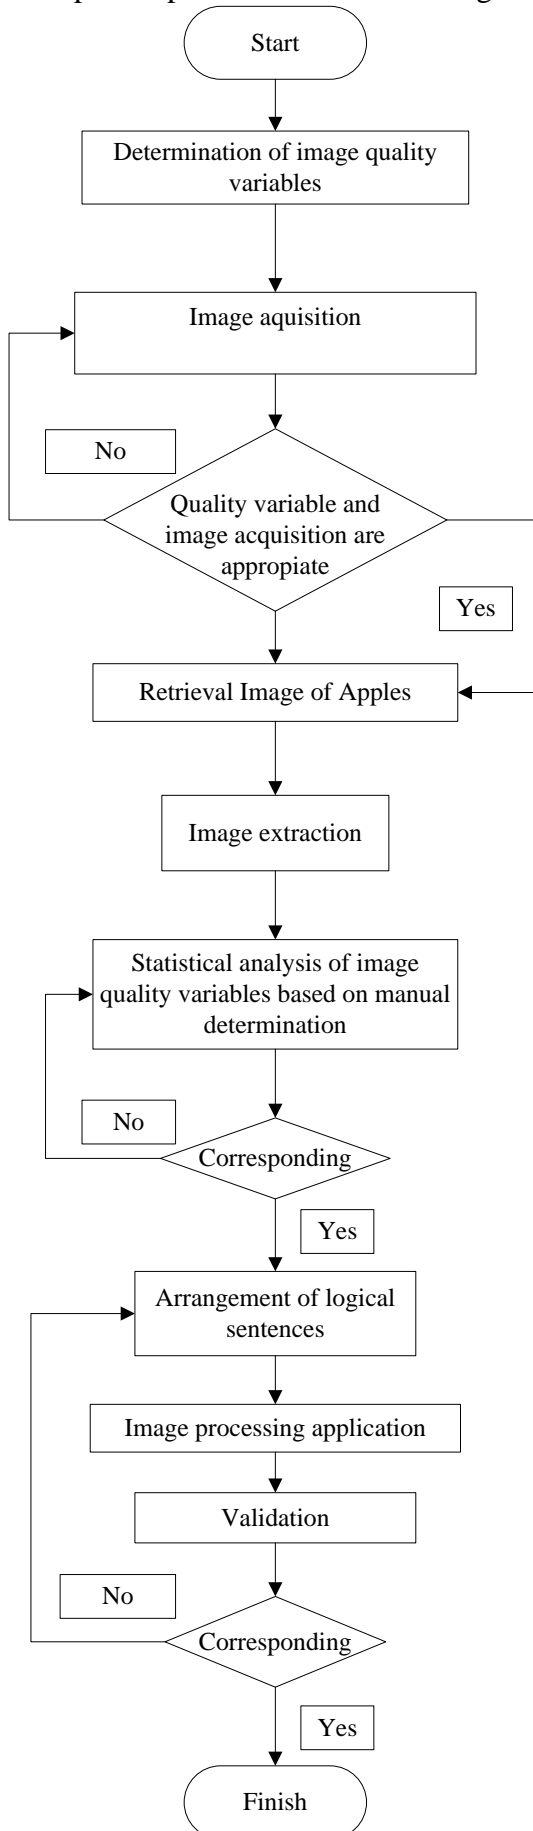 Start
Determination of image quality
variables
Image aquisition
No
Quality variable and
image acquisition are
appropiate
Yes
Retrieval Image of Apples
Image extraction
Statistical analysis of image
quality variables based on manual
determination
No
Corresponding
Yes
Arrangement of logical
sentences
Image processing application
Validation
No
Corresponding
Yes
Finish